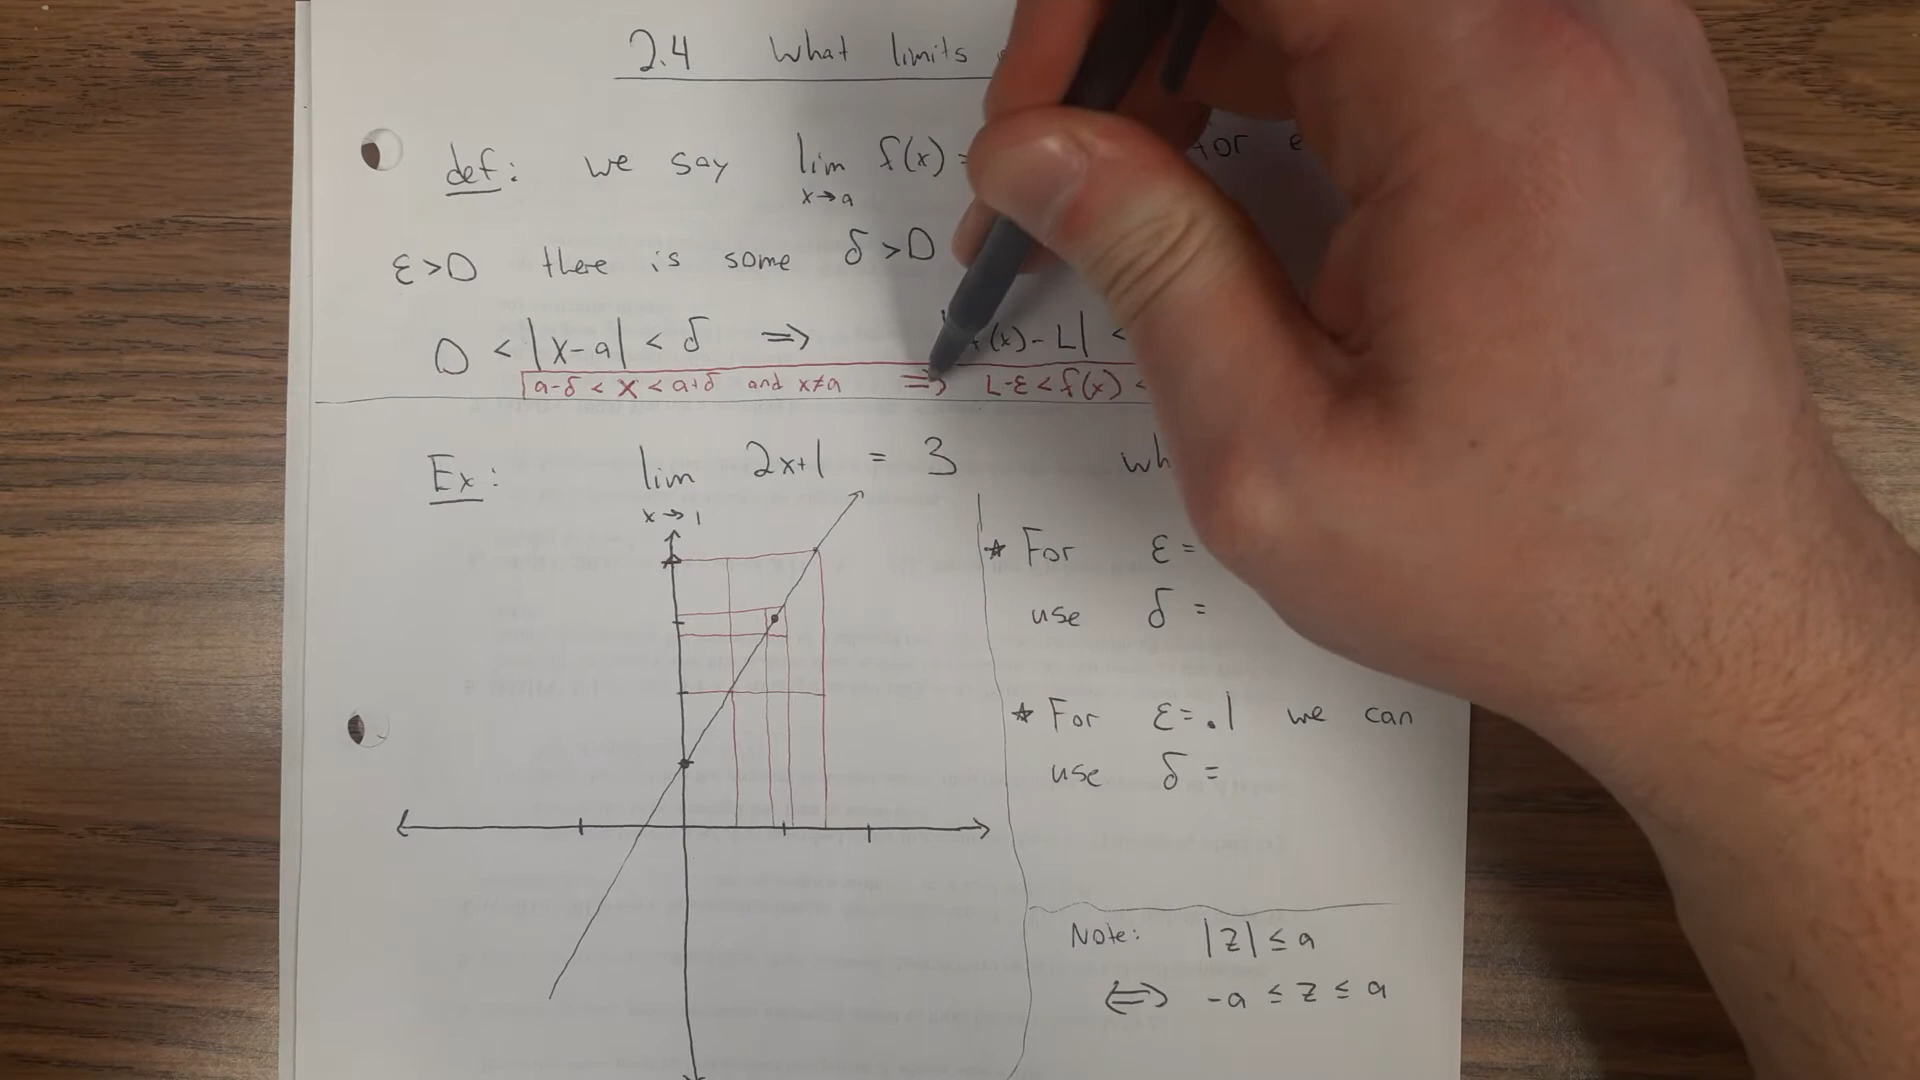 2.4 What limits
def: we say lim f(x) = for e
x→a
ε>0 there is some δ>0
0 < |x-a| < δ ⇒ f(x)-L| <
a-δ < x < a+δ and x≠a ⇒ L-ε < f(x) <
Ex: lim 2x+1 = 3 wh
x→1
* For ε =
use δ =
* For ε=.1 we can
use δ =
Note: |z| ≤ a
⇔ -a ≤ z ≤ a